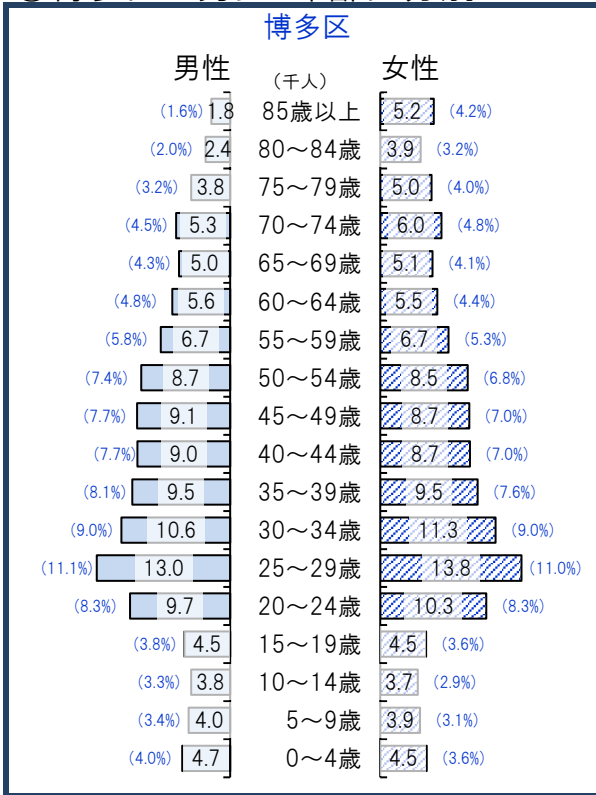 博多区
男性 (千人) 女性
(1.6%) 1.8 85歳以上 5.2 (4.2%)
(2.0%) 2.4 80～84歳 3.9 (3.2%)
(3.2%) 3.8 75～79歳 5.0 (4.0%)
(4.5%) 5.3 70～74歳 6.0 (4.8%)
(4.3%) 5.0 65～69歳 5.1 (4.1%)
(4.8%) 5.6 60～64歳 5.5 (4.4%)
(5.8%) 6.7 55～59歳 6.7 (5.3%)
(7.4%) 8.7 50～54歳 8.5 (6.8%)
(7.7%) 9.1 45～49歳 8.7 (7.0%)
(7.7%) 9.0 40～44歳 8.7 (7.0%)
(8.1%) 9.5 35～39歳 9.5 (7.6%)
(9.0%) 10.6 30～34歳 11.3 (9.0%)
(11.1%) 13.0 25～29歳 13.8 (11.0%)
(8.3%) 9.7 20～24歳 10.3 (8.3%)
(3.8%) 4.5 15～19歳 4.5 (3.6%)
(3.3%) 3.8 10～14歳 3.7 (2.9%)
(3.4%) 4.0 5～9歳 3.9 (3.1%)
(4.0%) 4.7 0～4歳 4.5 (3.6%)